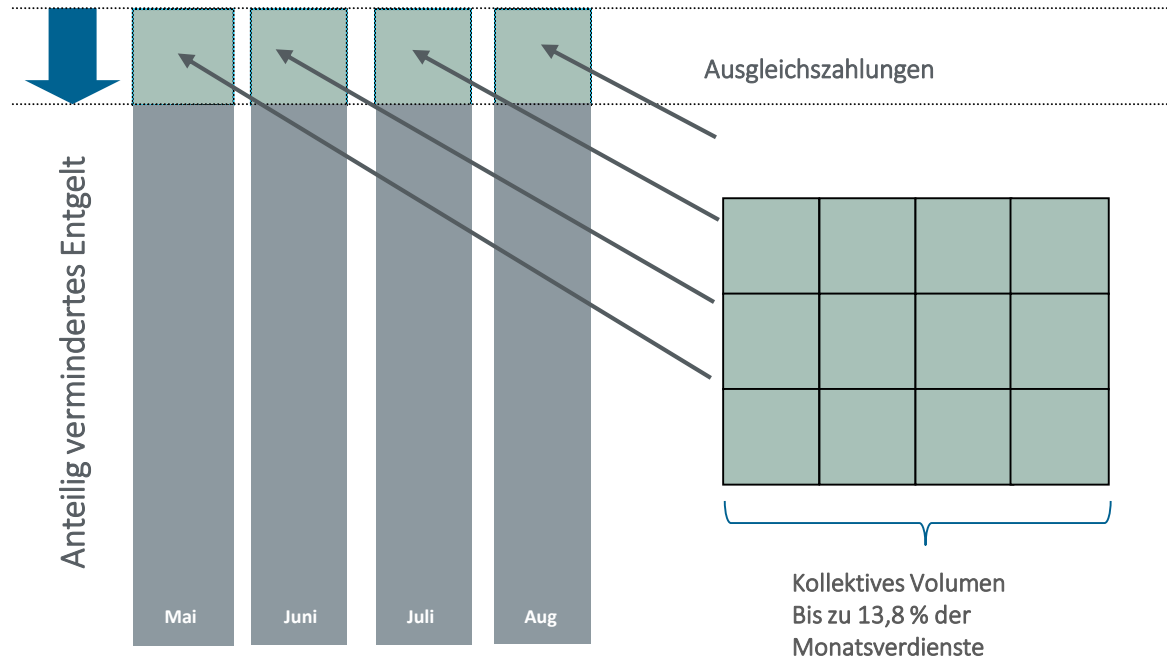 Ausgleichszahlungen
Anteilig vermindertes Entgelt
Mai
Juni
Juli
Aug
Kollektives Volumen
Bis zu 13,8 % der
Monatsverdienste